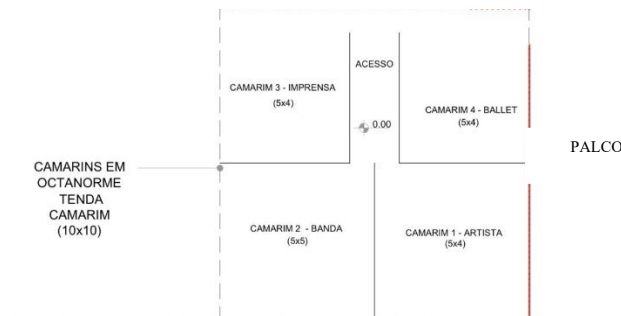 ACESSO
CAMARIM 3 - IMPRENSA
(5x4)
CAMARIM 4 - BALLET
(5x4)
0.00
PALCO
CAMARINS EM
OCTANORME
TENDA
CAMARIM
(10x10)
CAMARIM 2 - BANDA
(5x5)
CAMARIM 1 - ARTISTA
(5x4)